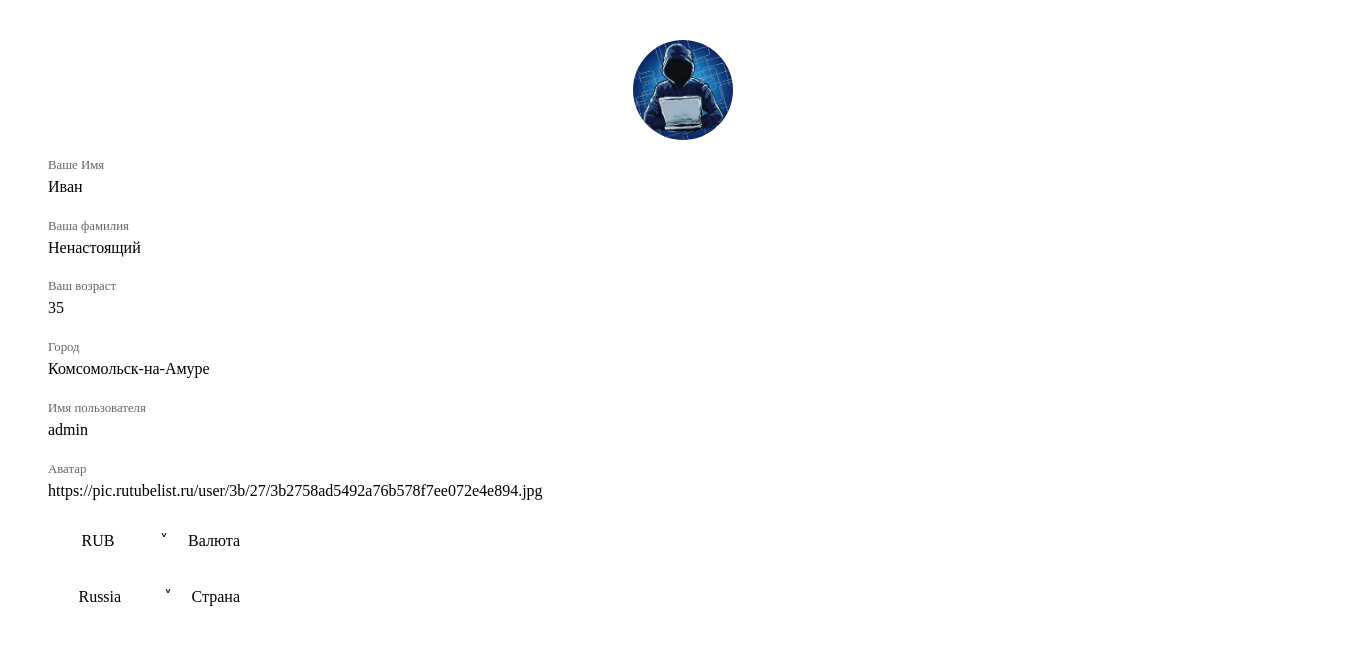 Ваше Имя
Иван
Ваша фамилия
Ненастоящий
Ваш возраст
35
Город
Комсомольск-на-Амуре
Имя пользователя
admin
Аватар
https://pic.rutubelist.ru/user/3b/27/3b2758ad5492a76b578f7ee072e4e894.jpg
RUB ˅ Валюта
Russia ˅ Страна